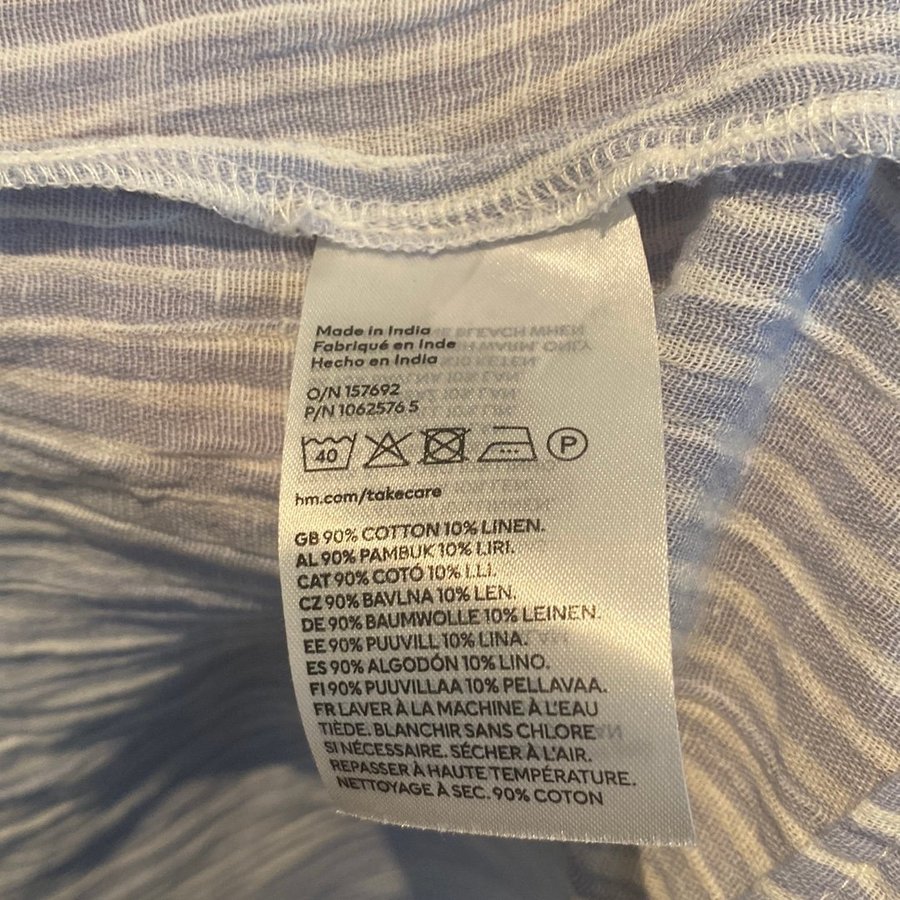 Made in India
Fabriqué en Inde
Hecho en India
O/N 157692
P/N 1062576 5
40
P
hm.com/takecare
GB 90% COTTON 10% LINEN.
AL 90% PAMBUK 10% LIRI.
CAT 90% COTÓ 10% LLI.
CZ 90% BAVLNA 10% LEN.
DE 90% BAUMWOLLE 10% LEINEN.
EE 90% PUUVILL 10% LINA.
ES 90% ALGODÓN 10% LINO.
FI 90% PUUVILLAA 10% PELLAVAA.
FR LAVER À LA MACHINE À L'EAU
TIÈDE. BLANCHIR SANS CHLORE
SI NÉCESSAIRE. SÉCHER À L'AIR.
REPASSER À HAUTE TEMPÉRATURE.
NETTOYAGE À SEC. 90% COTON